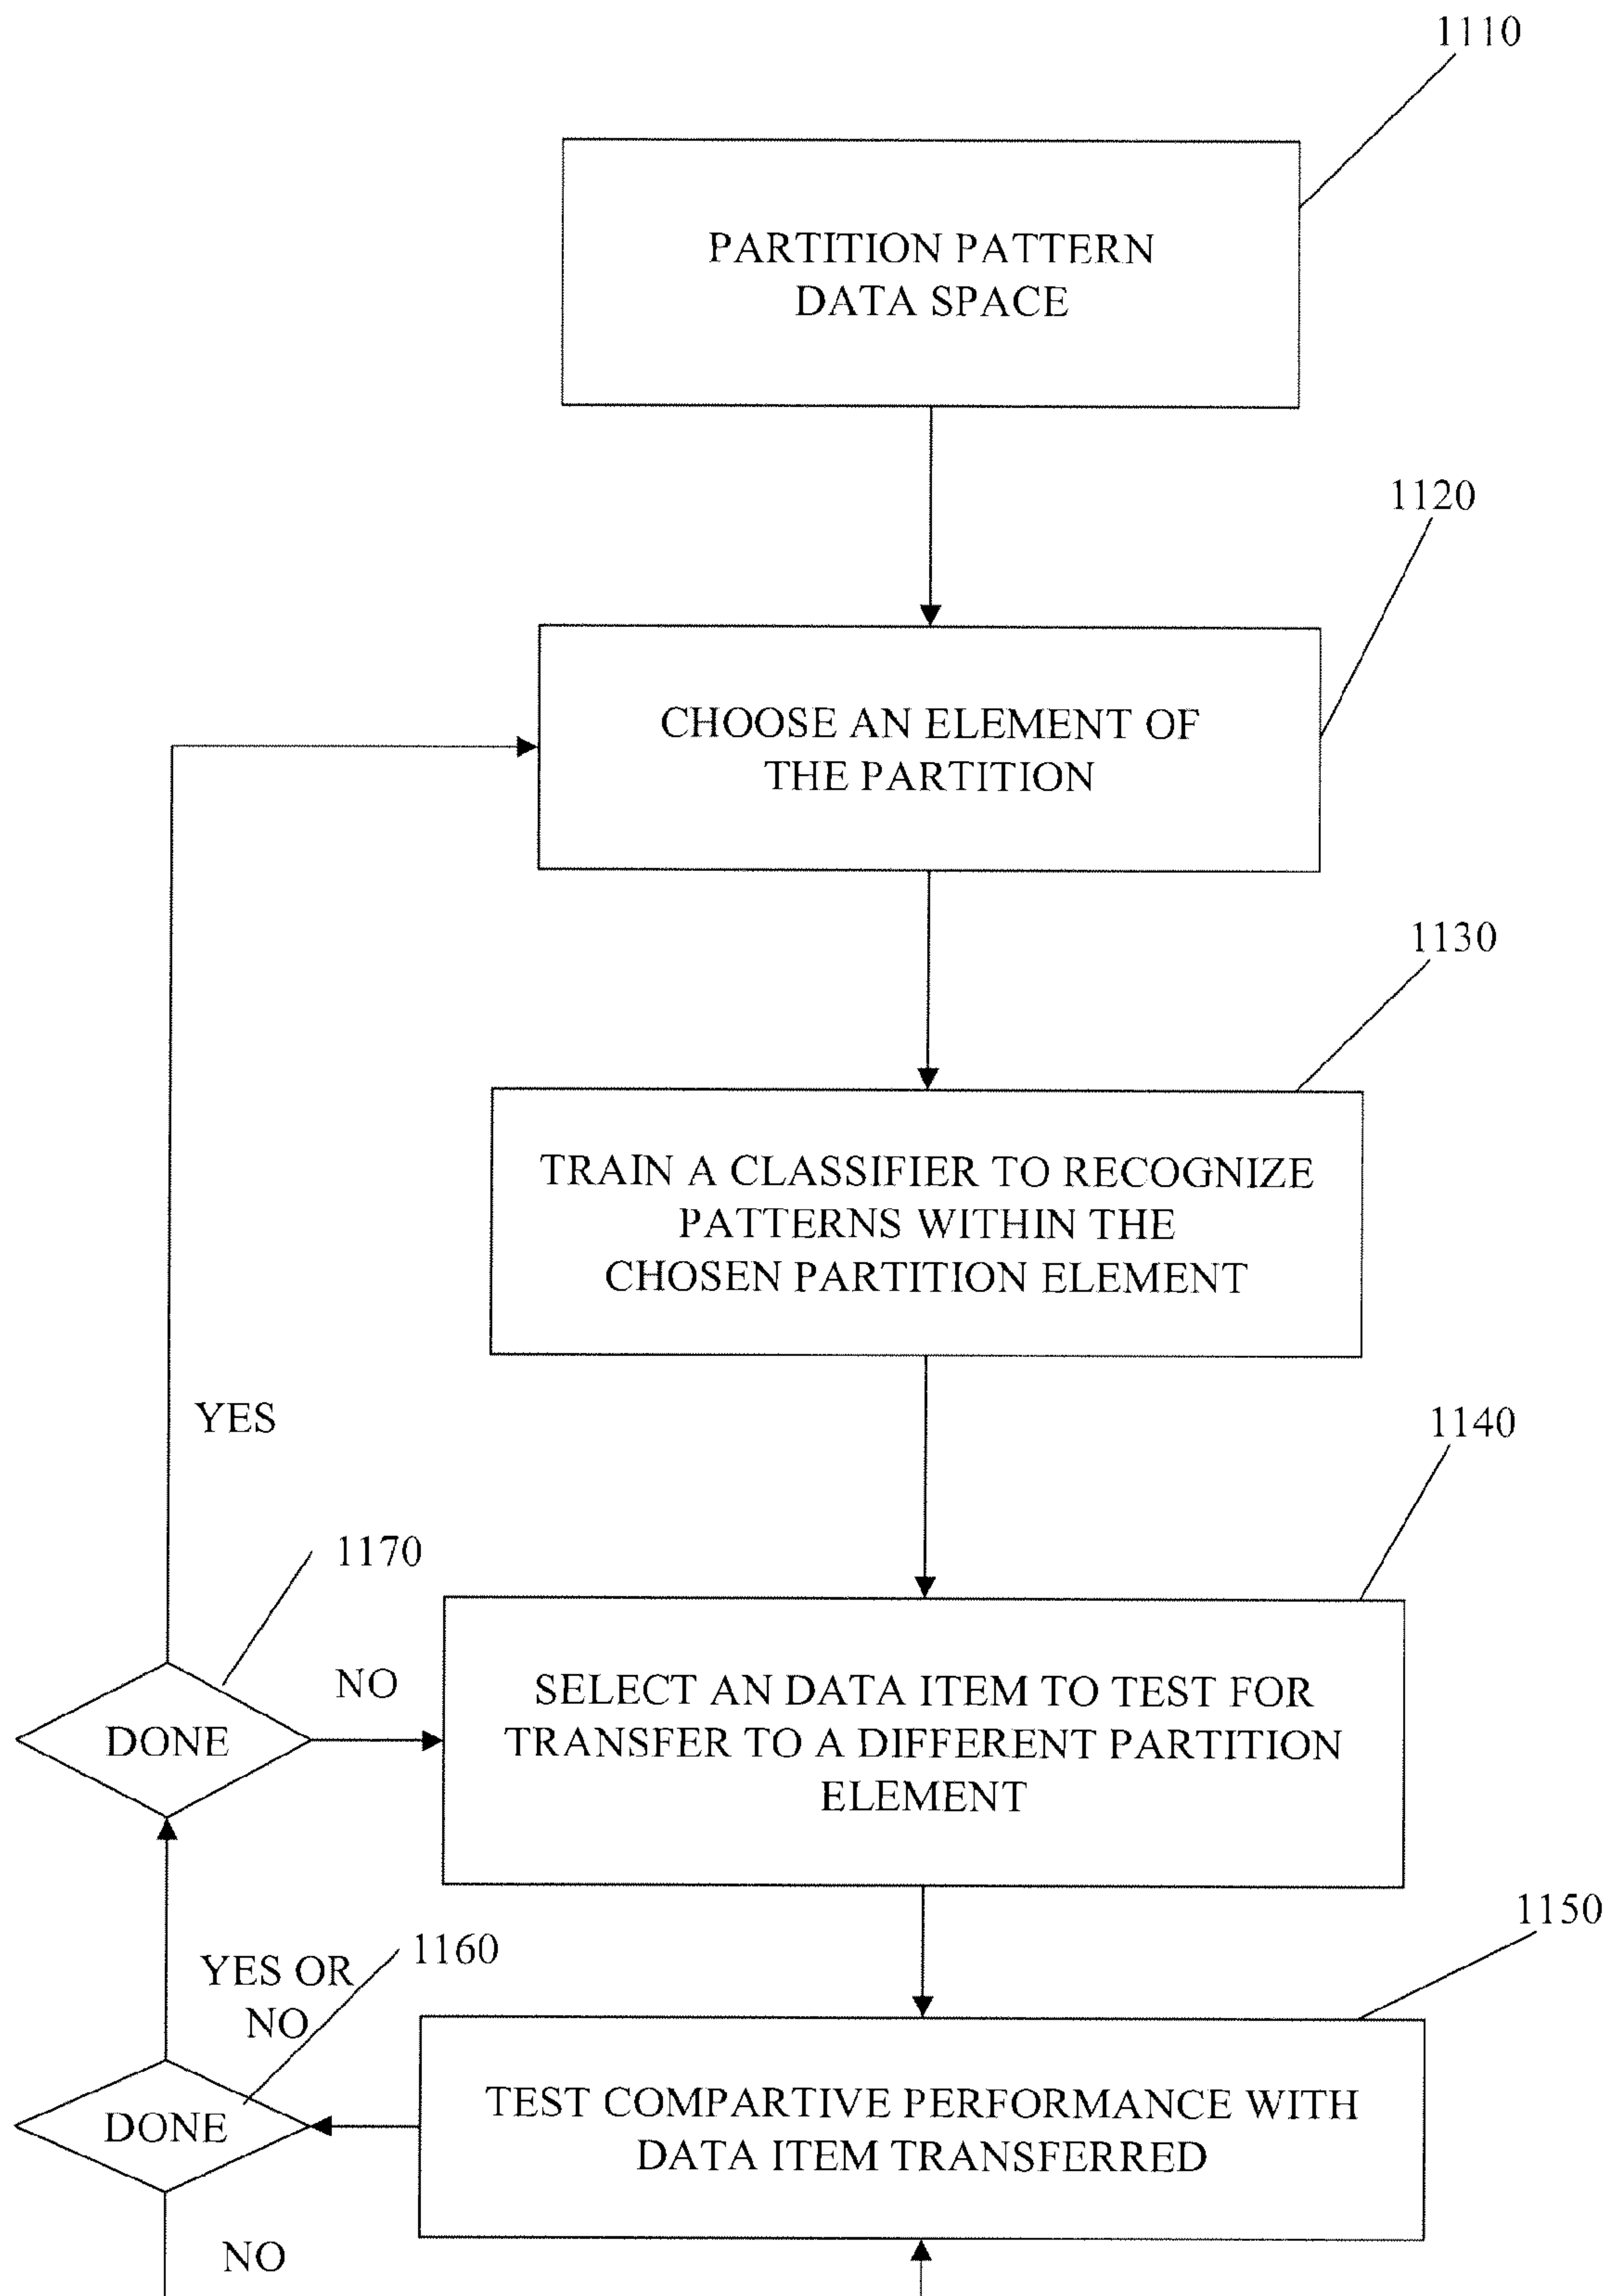 1110
PARTITION PATTERN
DATA SPACE
1120
CHOOSE AN ELEMENT OF
THE PARTITION
1130
TRAIN A CLASSIFIER TO RECOGNIZE
PATTERNS WITHIN THE
CHOSEN PARTITION ELEMENT
YES
1140
1170
NO
DONE
SELECT AN DATA ITEM TO TEST FOR
TRANSFER TO A DIFFERENT PARTITION
ELEMENT
1150
1160
YES OR
NO
DONE
TEST COMPARTIVE PERFORMANCE WITH
DATA ITEM TRANSFERRED
NO